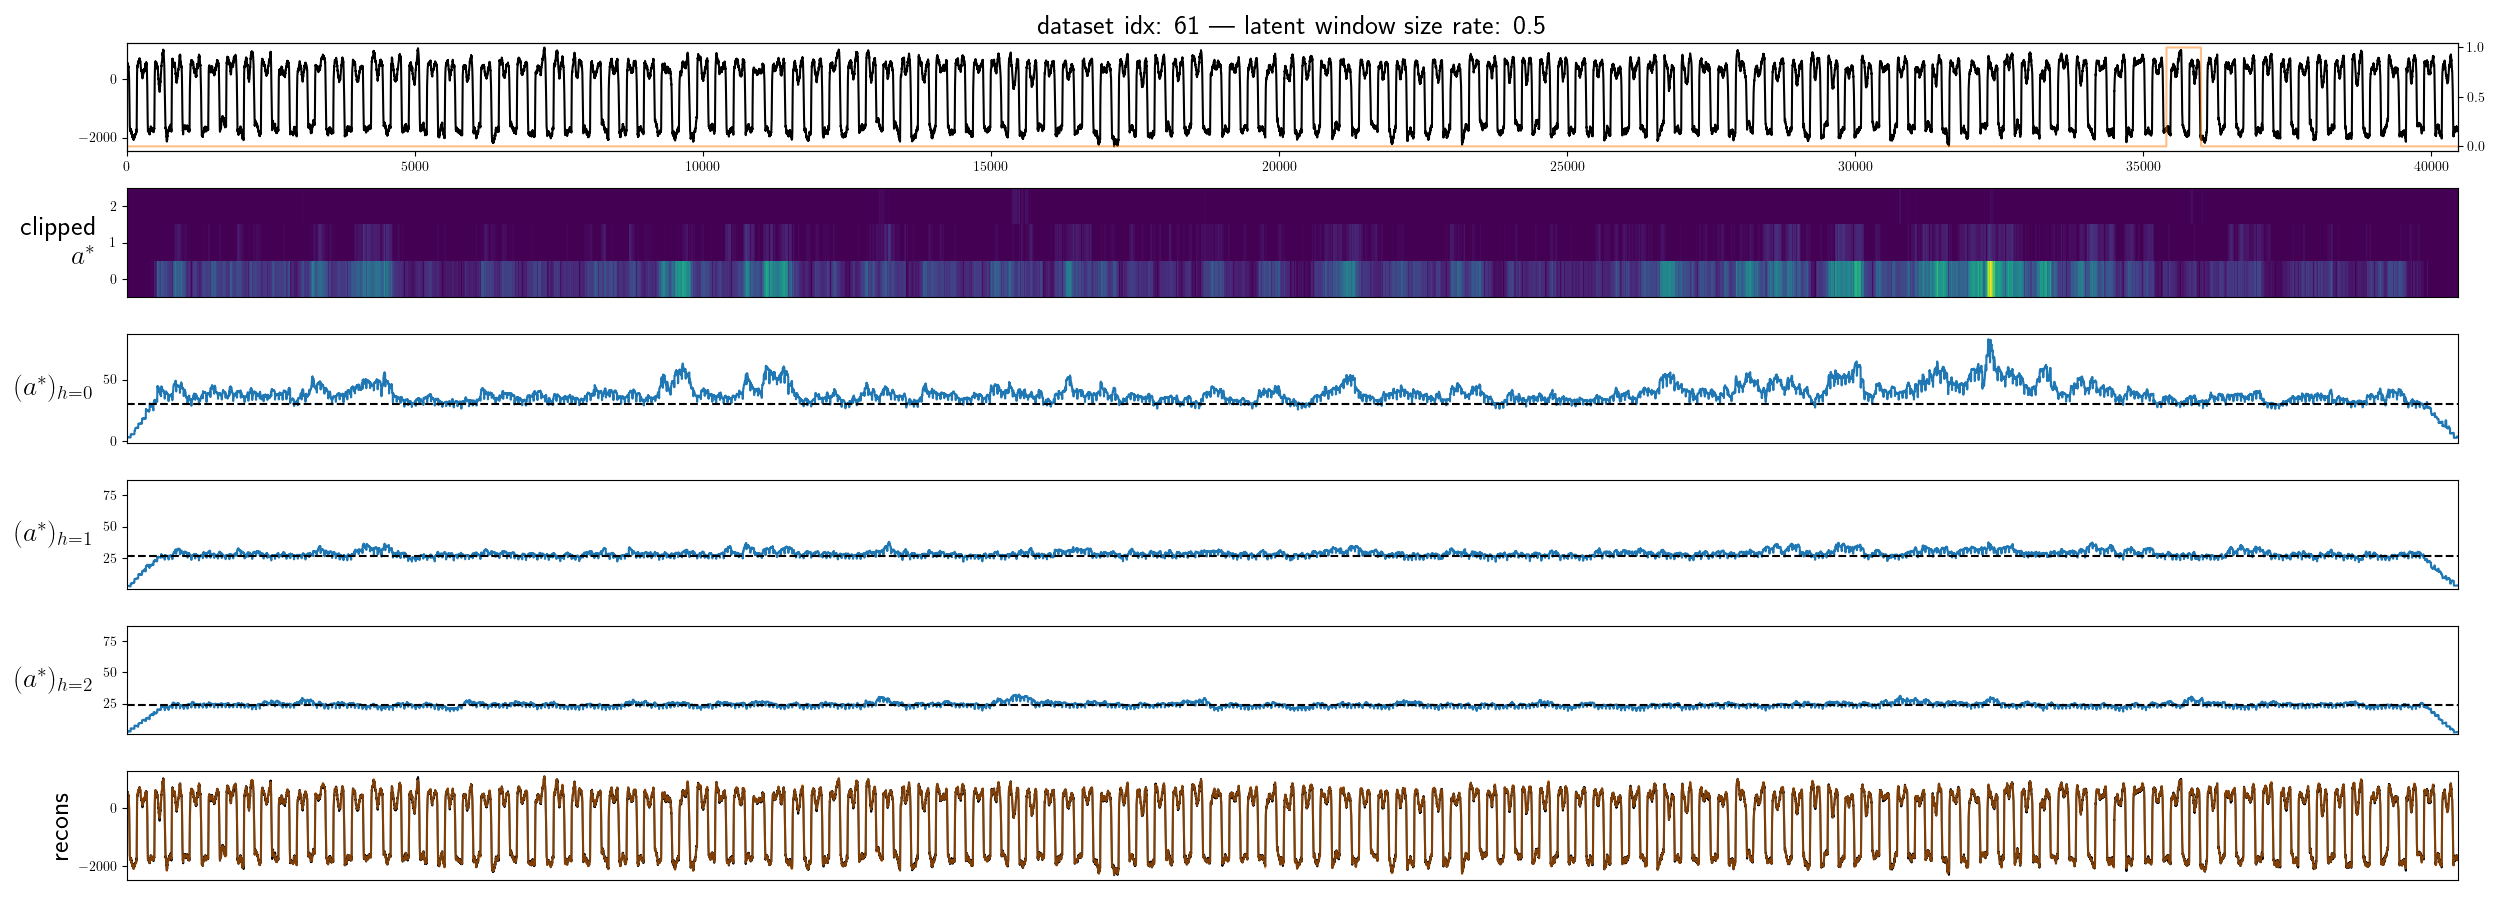 dataset idx: 61 — latent window size rate: 0.5
0
−2000
1.0
0.5
0.0
0 5000 10000 15000 20000 25000 30000 35000 40000
clipped
a*
2
1
0
(a*)h=0
50
0
(a*)h=1
75
50
25
(a*)h=2
75
50
25
recons
0
−2000